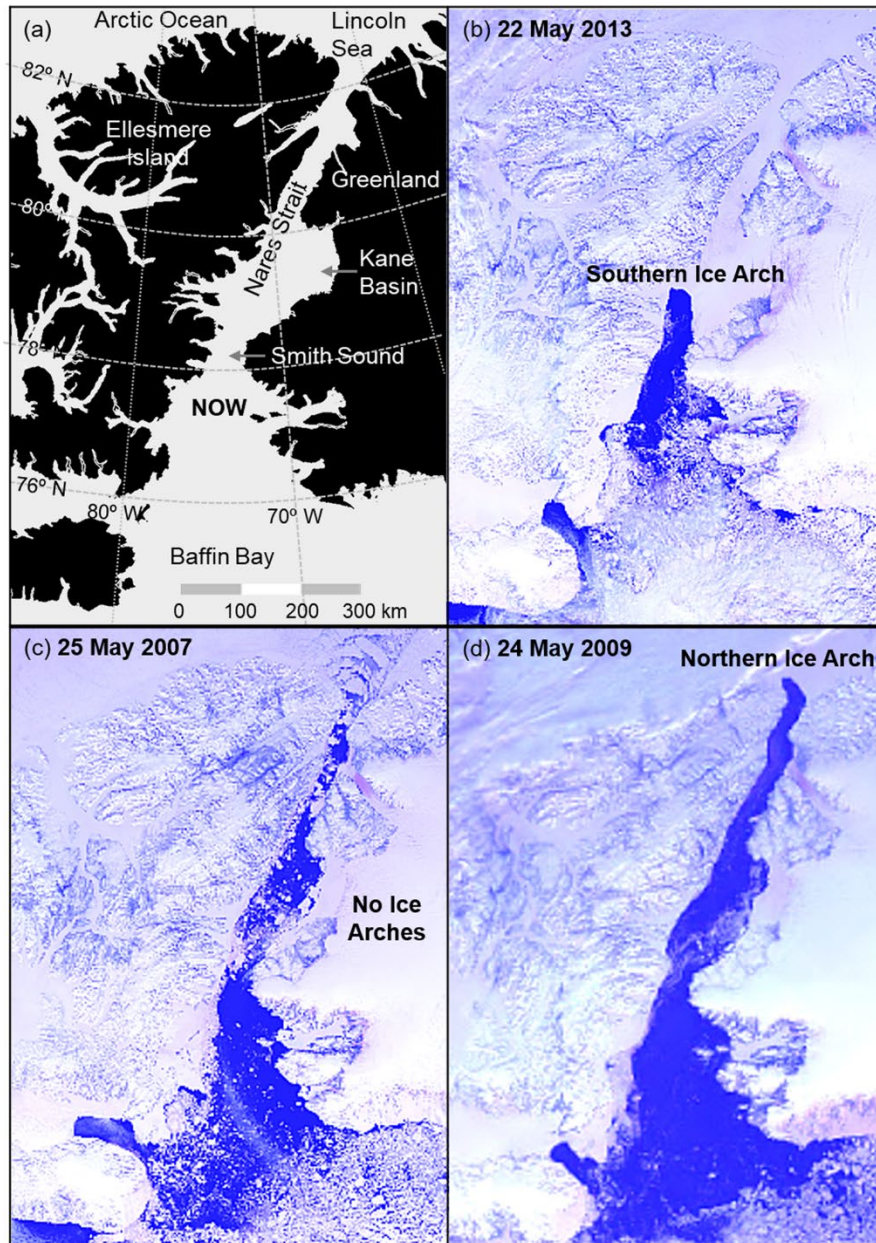 (a)
Arctic Ocean
Lincoln
Sea
82° N
Ellesmere
Island
Greenland
80° N
Nares Strait
Kane
Basin
78°
Smith Sound
NOW
76° N
80° W
70° W
Baffin Bay
0 100 200 300 km
(b) 22 May 2013
Southern Ice Arch
(c) 25 May 2007
No Ice
Arches
(d) 24 May 2009
Northern Ice Arch